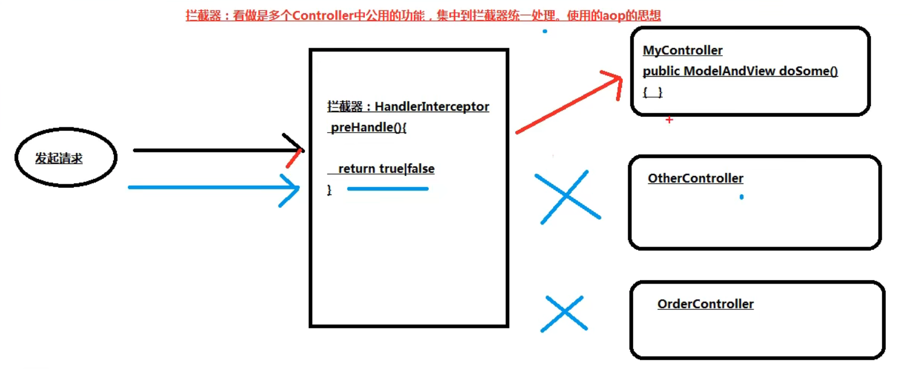 拦截器：看做是多个Controller中公用的功能，集中到拦截器统一处理。使用的aop的思想
发起请求
拦截器：HandlerInterceptor
preHandle(){
return true|false
}
MyController
public ModelAndView doSome()
{ }
OtherController
OrderController